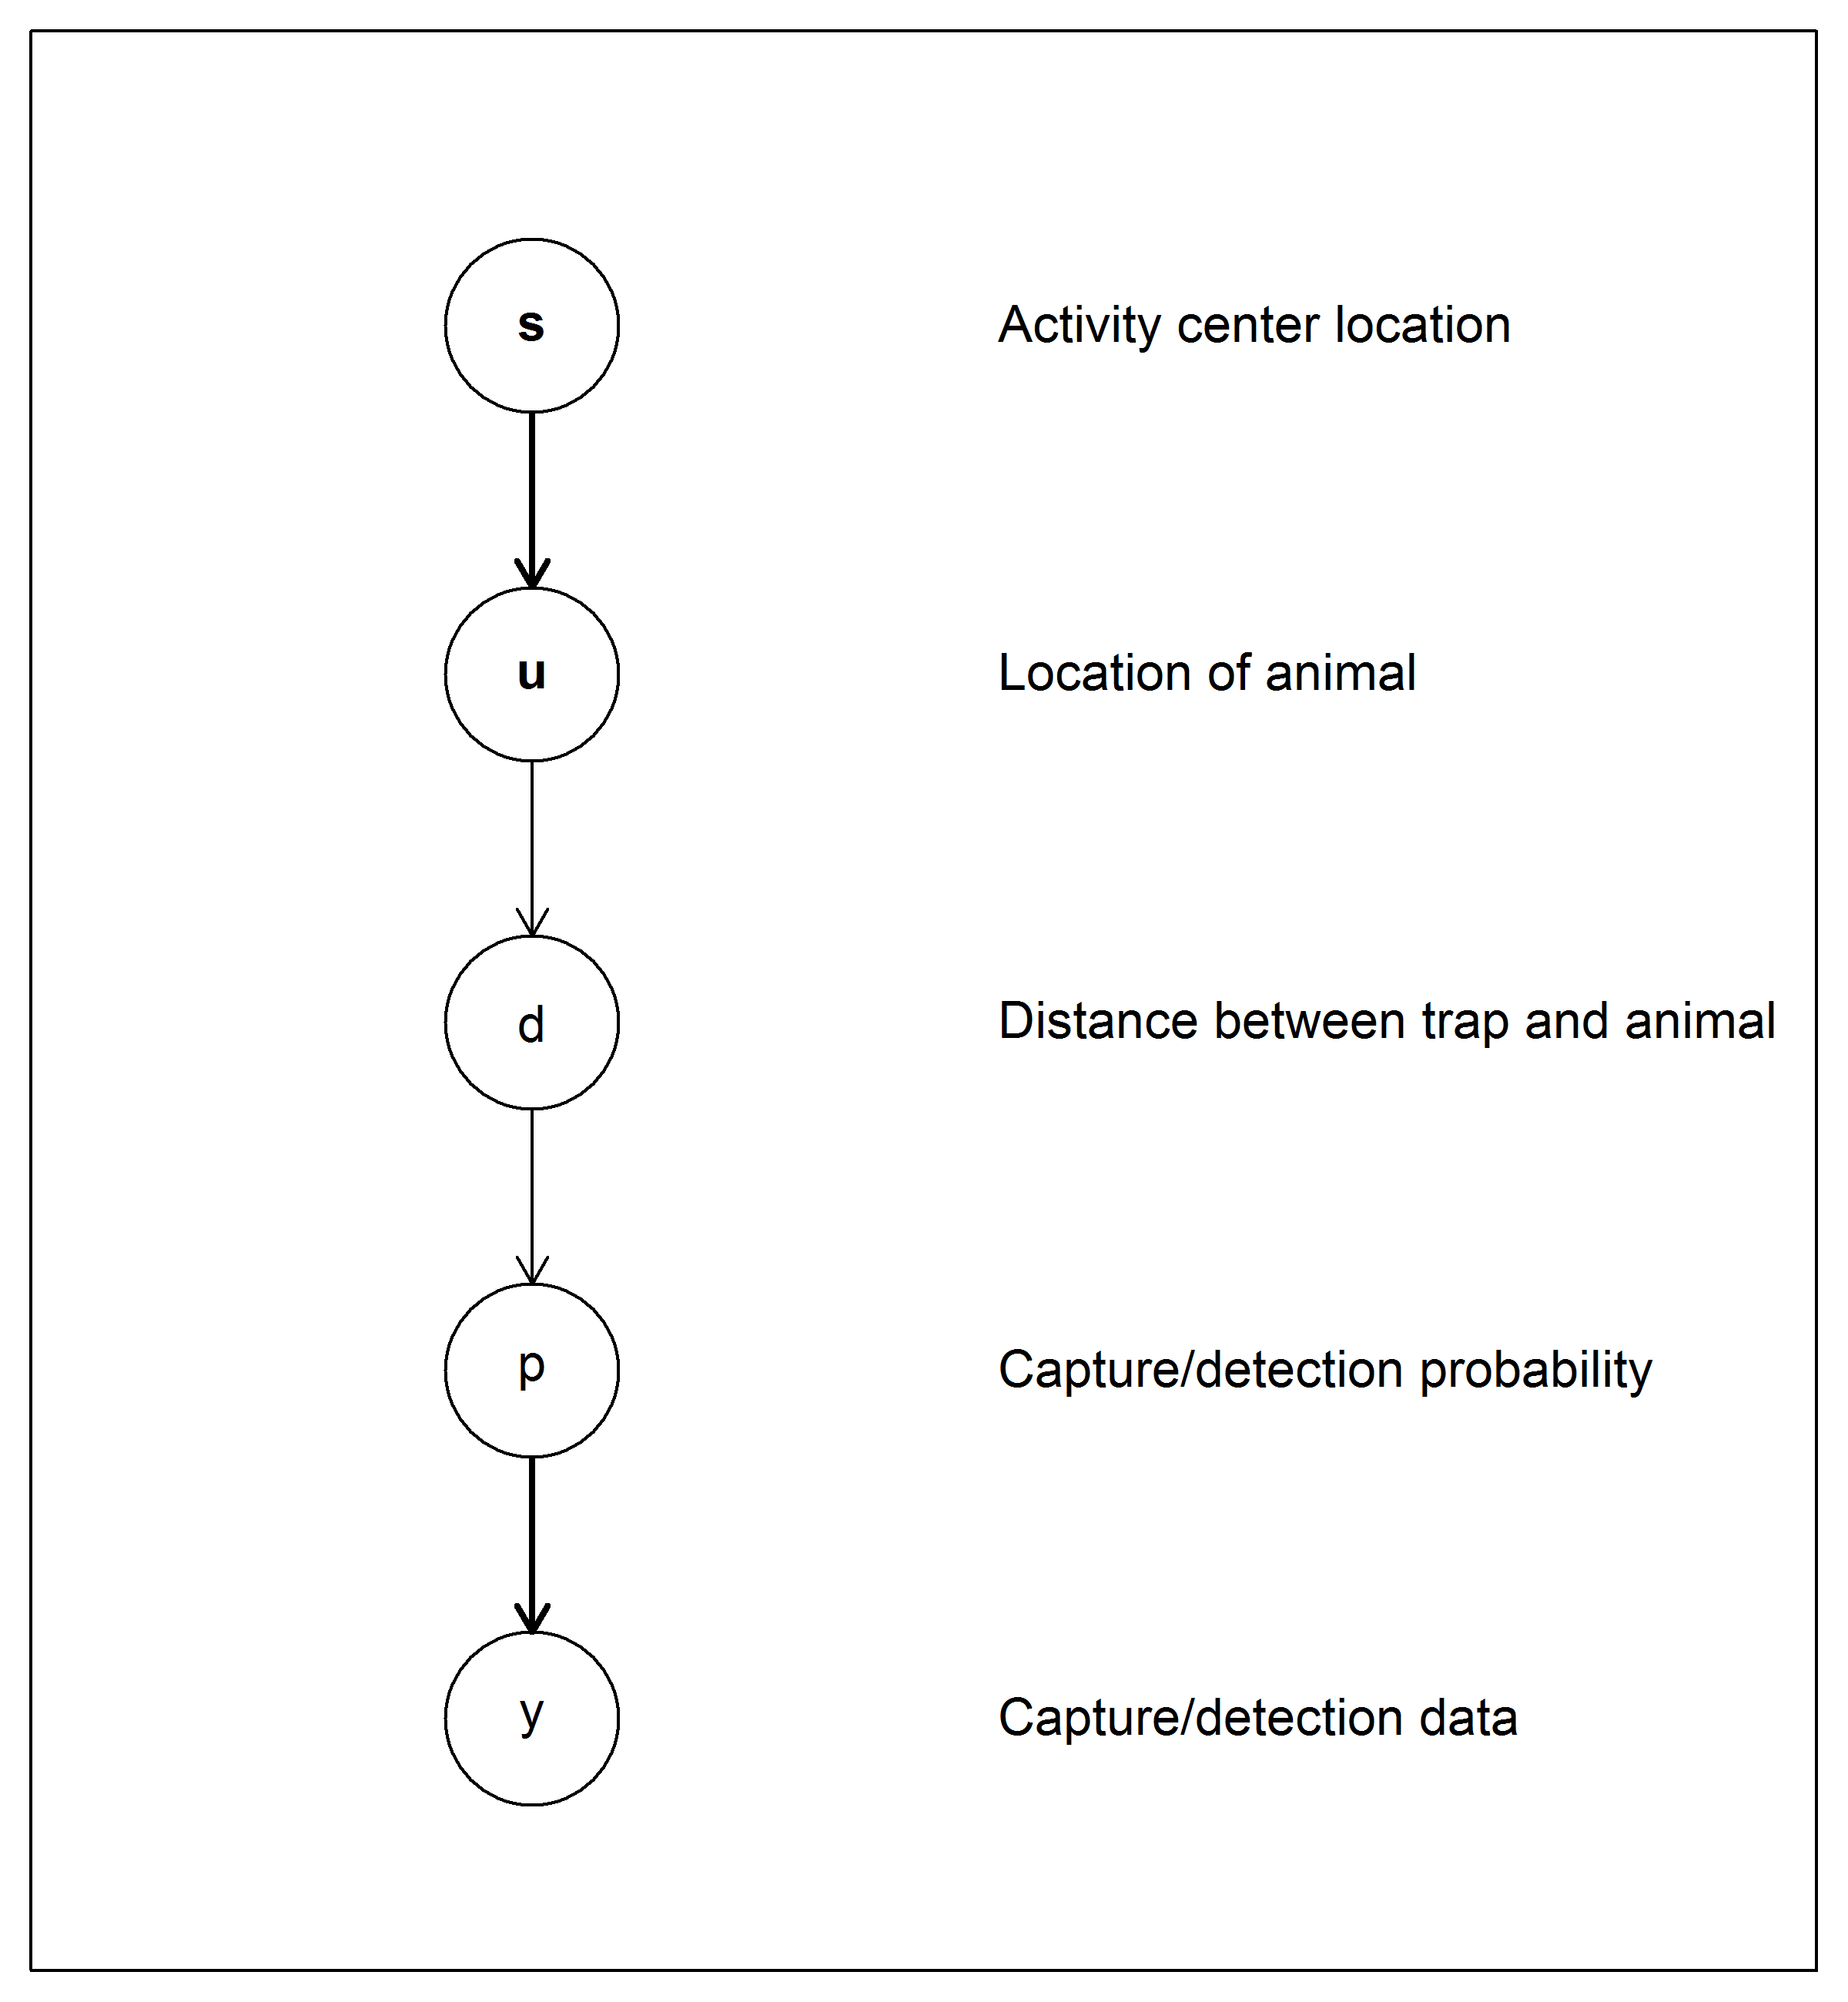 s Activity center location
u Location of animal
d Distance between trap and animal
p Capture/detection probability
y Capture/detection data